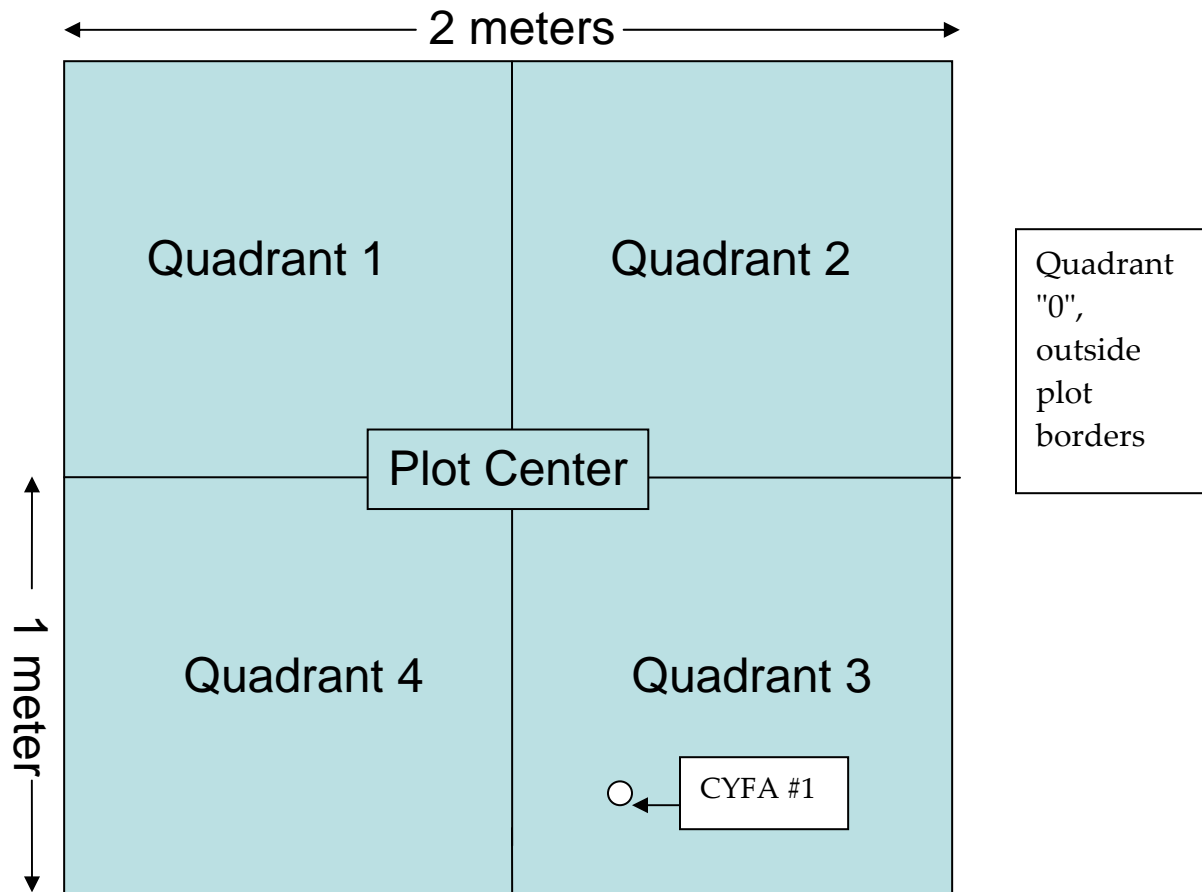 2 meters
Quadrant 1
Quadrant 2
Quadrant
"0",
outside
plot
borders
Plot Center
1 meter
Quadrant 4
Quadrant 3
CYFA #1